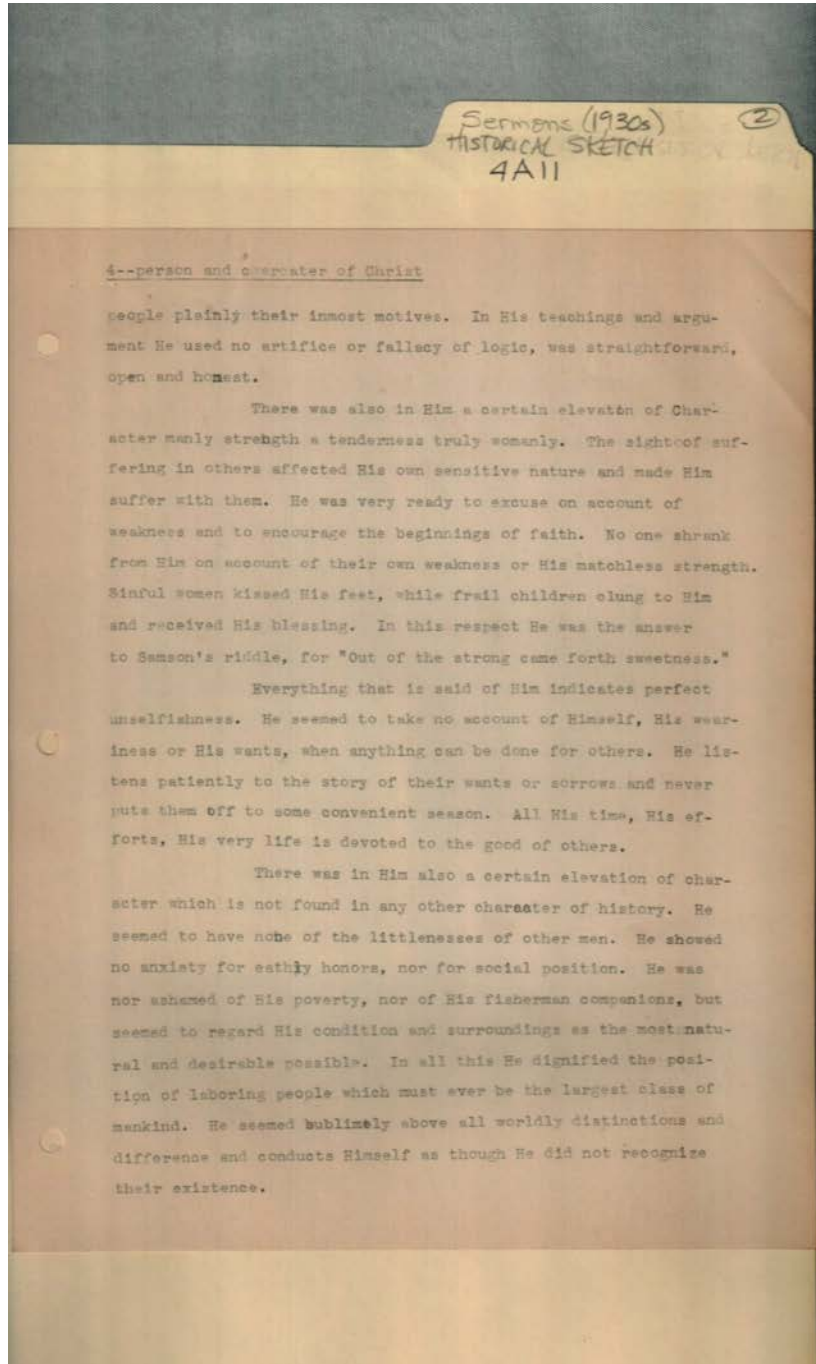 Sermons (1930s) 2
HISTORICAL SKETCH
4A11
4--person and charcater of Christ
people plainly their inmost motives. In His teachings and argu-
ment He used no artifice or fallacy of logic, was straightforward,
open and honest.
There was also in Him a certain elevaton of Char-
acter manly strength a tenderness truly womanly. The sight of suf-
fering in others affected His own sensitive nature and made Him
suffer with them. He was very ready to excuse on account of
weakness and to encourage the beginnings of faith. No one shrank
from Him on account of their own weakness or His matchless strength.
Sinful women kissed His feet, while frail children clung to Him
and received His blessing. In this respect He was the answer
to Samson's riddle, for "Out of the strong came forth sweetness."
Everything that is said of Him indicates perfect
unselfishness. He seemed to take no account of Himself, His wear-
iness or His wants, when anything can be done for others. He lis-
tens patiently to the story of their wants or sorrows and never
puts them off to some convenient season. All His time, His ef-
forts, His very life is devoted to the good of others.
There was in Him also a certain elevation of char-
acter which is not found in any other charaater of history. He
seemed to have none of the littlenesses of other men. He showed
no anxiety for eathly honors, nor for social position. He was
nor ashamed of His poverty, nor of His fisherman companions, but
seemed to regard His condition and surroundings as the most natu-
ral and desirable possible. In all this He dignified the posi-
tion of laboring people which must ever be the largest class of
mankind. He seemed sublimely above all worldly distinctions and
difference and conducts Himself as though He did not recognize
their existence.